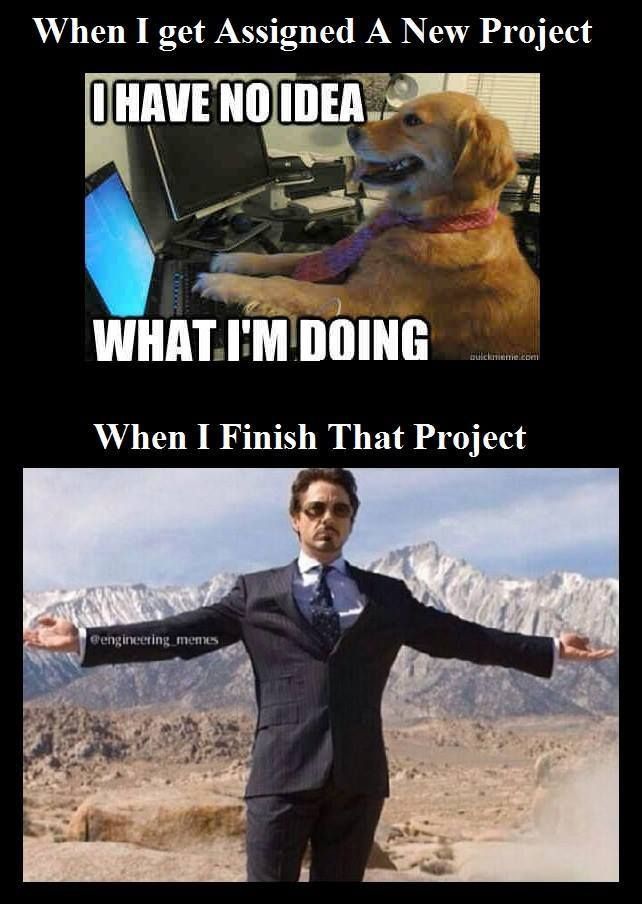 When I get Assigned A New Project
I HAVE NO IDEA
WHAT I'M DOING
quickmeme.com
When I Finish That Project
@engineering_memes